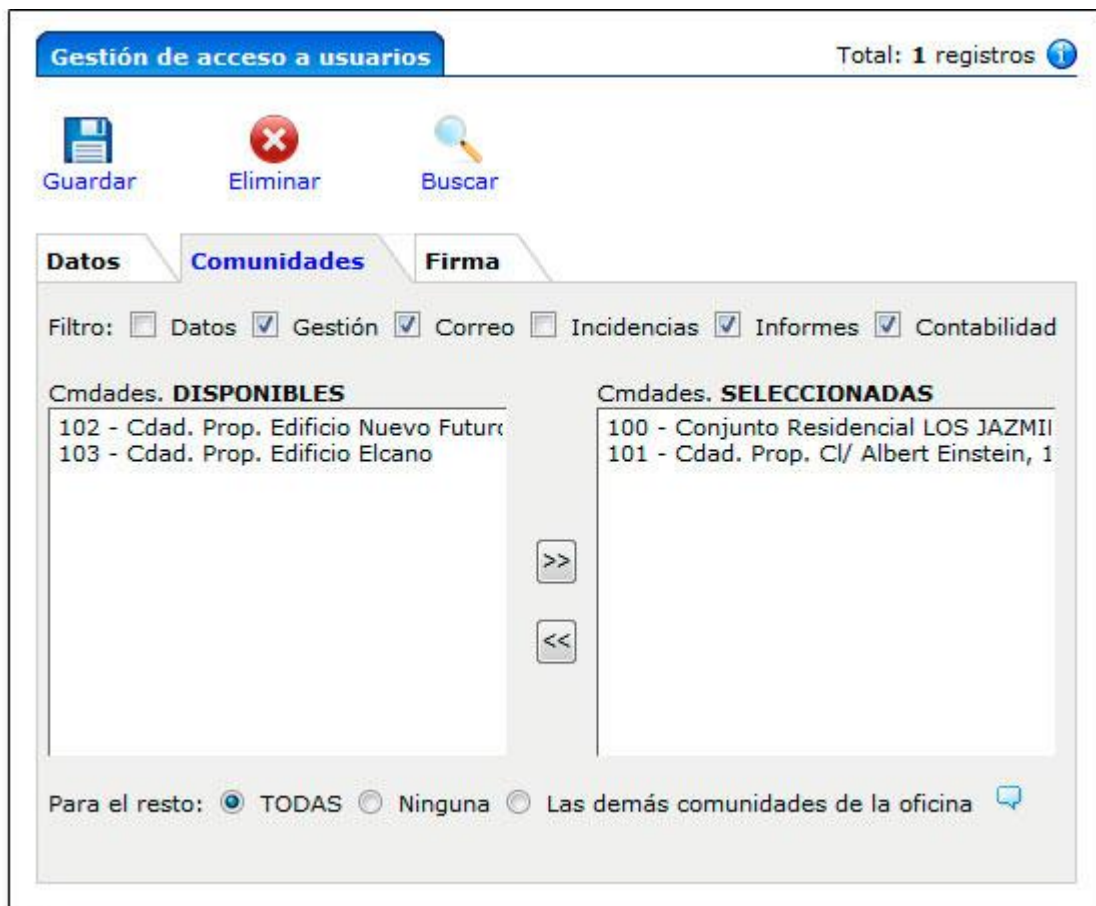 Gestión de acceso a usuarios Total: 1 registros
Guardar Eliminar Buscar
Datos Comunidades Firma
Filtro: Datos Gestión Correo Incidencias Informes Contabilidad
Cmdades. DISPONIBLES Cmdades. SELECCIONADAS
102 - Cdad. Prop. Edificio Nuevo Futuro 100 - Conjunto Residencial LOS JAZMI
103 - Cdad. Prop. Edificio Elcano 101 - Cdad. Prop. Cl/ Albert Einstein, 1
>>
<<
Para el resto: TODAS Ninguna Las demás comunidades de la oficina